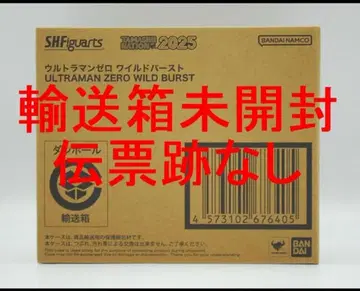 S.H.Figuarts
TAMASHII NATION 2025
BANDAI NAMCO
ウルトラマンゼロ ワイルドバースト
ULTRAMAN ZERO WILD BURST
輸送箱未開封
伝票跡なし
ダンボール
輸送箱
4 573102 676405
BANDAI